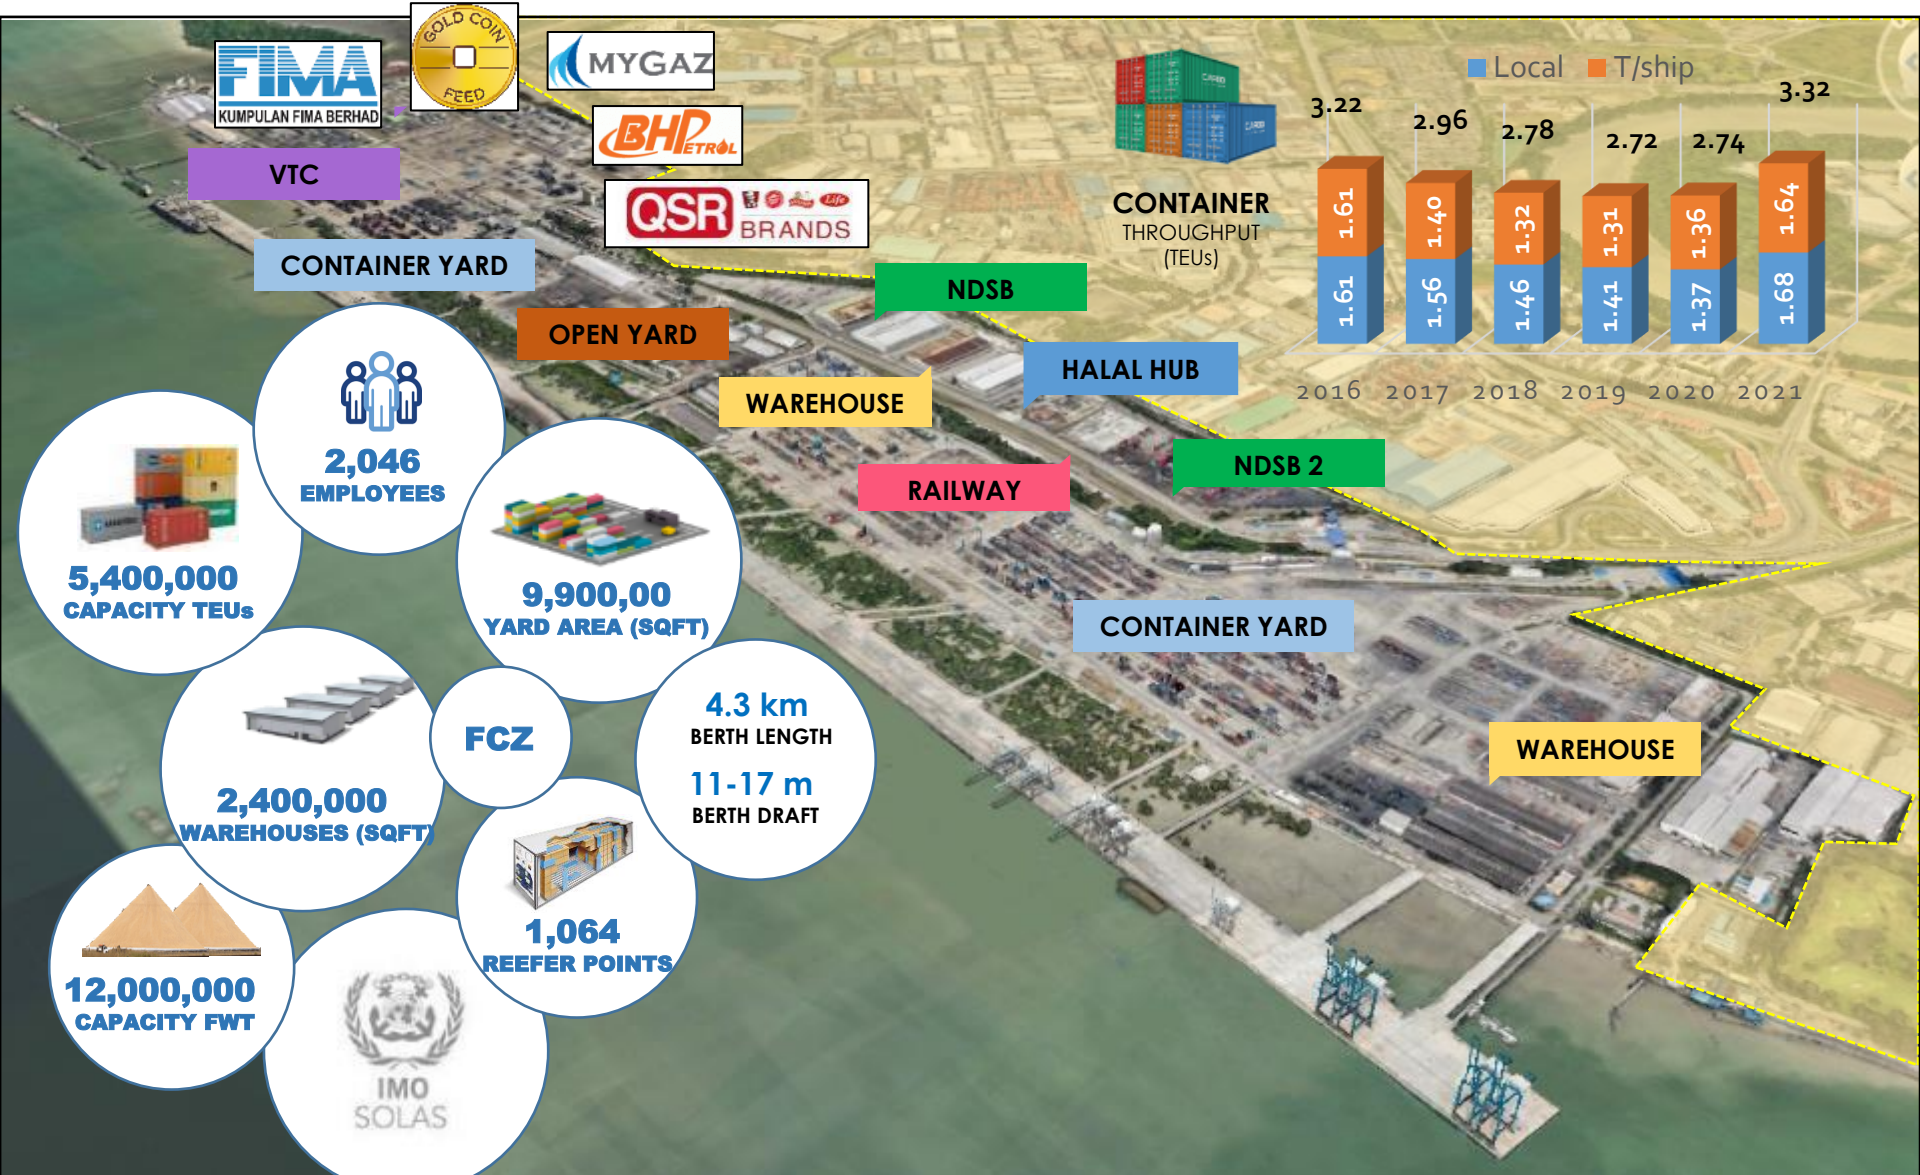 FIMA
KUMPULAN FIMA BERHAD
GOLD COIN
FEED
MYGAZ
BHPETROL
QSR
BRANDS
Life
VTC
CONTAINER YARD
OPEN YARD
WAREHOUSE
RAILWAY
NDSB
HALAL HUB
NDSB 2
CONTAINER YARD
WAREHOUSE
CONTAINER
THROUGHPUT
(TEUs)
Local T/ship
3.22 2.96 2.78 2.72 2.74 3.32
1.61 1.40 1.32 1.31 1.36 1.64
1.61 1.56 1.46 1.41 1.37 1.68
2016 2017 2018 2019 2020 2021
2,046
EMPLOYEES
5,400,000
CAPACITY TEUs
9,900,00
YARD AREA (SQFT)
4.3 km
BERTH LENGTH
11-17 m
BERTH DRAFT
FCZ
2,400,000
WAREHOUSES (SQFT)
1,064
REEFER POINTS
12,000,000
CAPACITY FWT
IMO
SOLAS